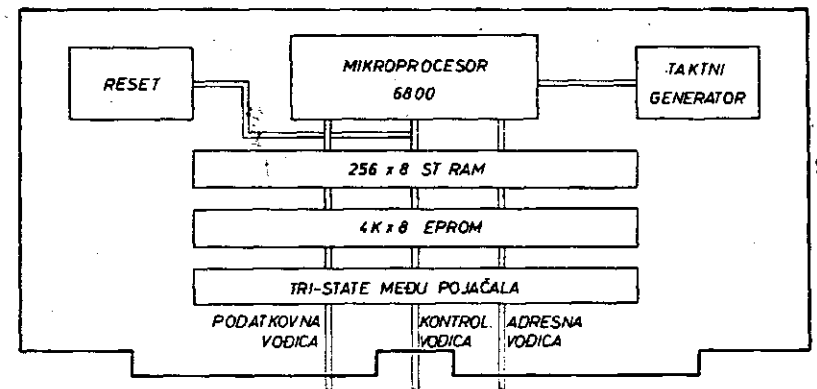 RESET
MIKROPROCESOR
6800
TAKTNI
GENERATOR
256 x 8 ST RAM
4K x 8 EPROM
TRI-STATE MEĐU POJAČALA
PODATKOVNA
VODICA
KONTROL.
VODICA
ADRESNA
VODICA